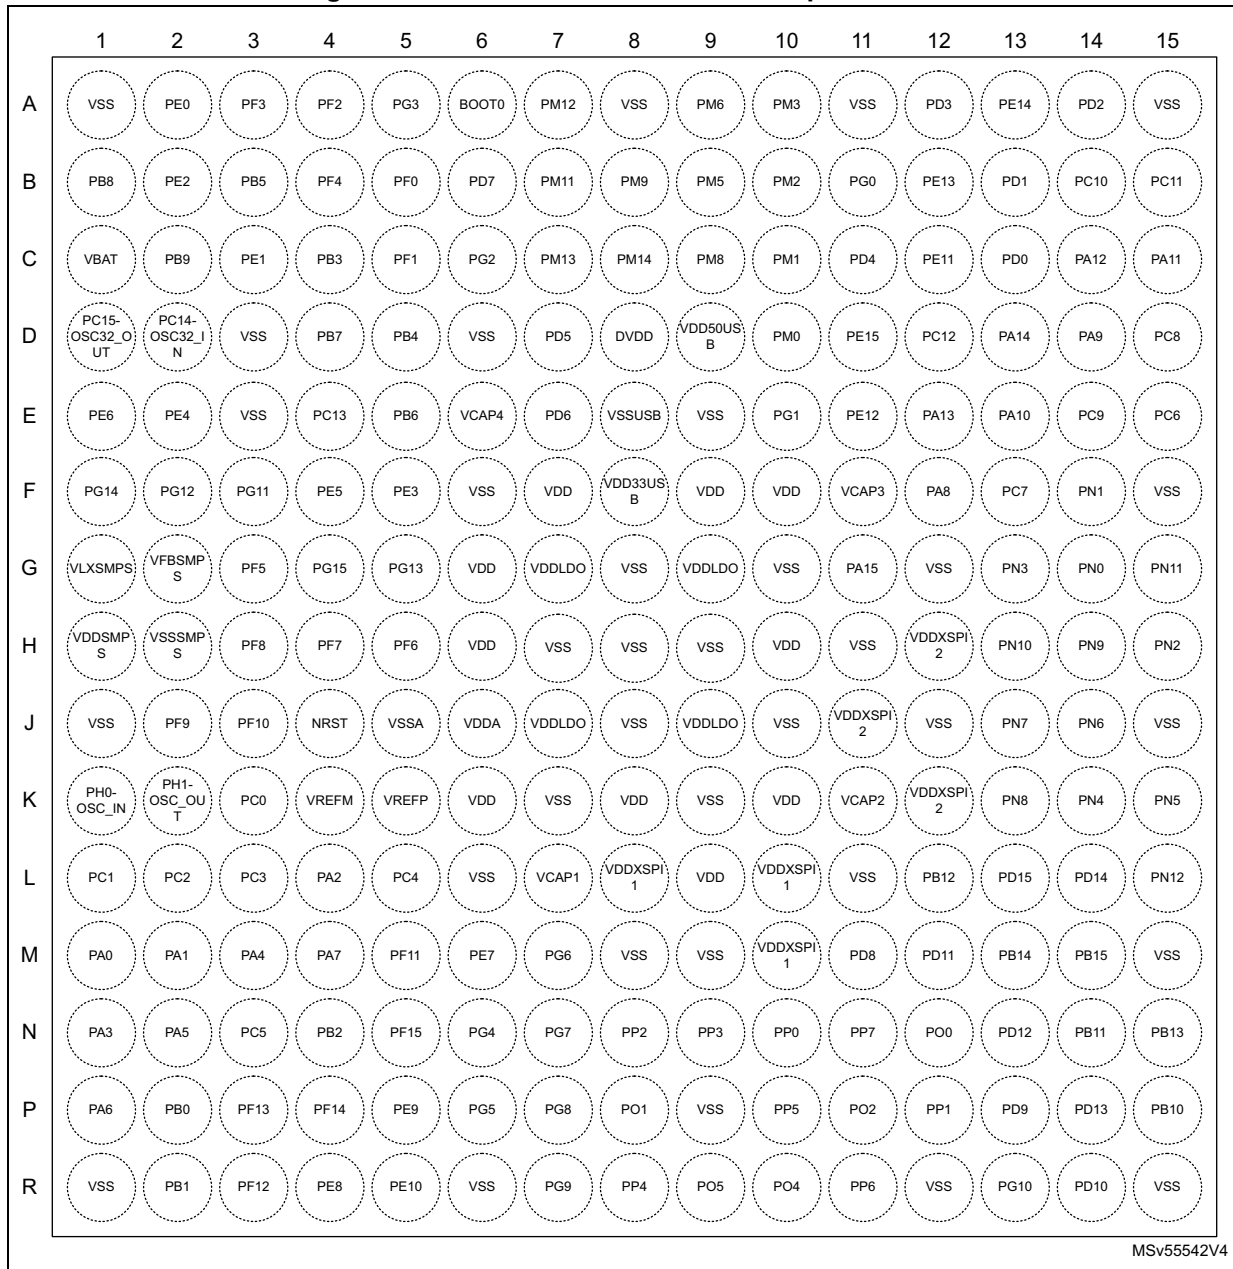 1 2 3 4 5 6 7 8 9 10 11 12 13 14 15
A VSS PE0 PF3 PF2 PG3 BOOT0 PM12 VSS PM6 PM3 VSS PD3 PE14 PD2 VSS
B PB8 PE2 PB5 PF4 PF0 PD7 PM11 PM9 PM5 PM2 PG0 PE13 PD1 PC10 PC11
C VBAT PB9 PE1 PB3 PF1 PG2 PM13 PM14 PM8 PM1 PD4 PE11 PD0 PA12 PA11
D PC15-OSC32_OUT PC14-OSC32_IN VSS PB7 PB4 VSS PD5 DVDD VDD50USB PM0 PE15 PC12 PA14 PA9 PC8
E PE6 PE4 VSS PC13 PB6 VCAP4 PD6 VSSUSB VSS PG1 PE12 PA13 PA10 PC9 PC6
F PG14 PG12 PG11 PE5 PE3 VSS VDD VDD33USB VDD VDD VCAP3 PA8 PC7 PN1 VSS
G VLXSMPS VFBSMPS PF5 PG15 PG13 VDD VDDLDO VSS VDDLDO VSS PA15 VSS PN3 PN0 PN11
H VDDSMPS VSSSMPS PF8 PF7 PF6 VDD VSS VSS VSS VDD VSS VDDXSPI2 PN10 PN9 PN2
J VSS PF9 PF10 NRST VSSA VDDA VDDLDO VSS VDDLDO VSS VDDXSPI2 VSS PN7 PN6 VSS
K PH0-OSC_IN PH1-OSC_OUT PC0 VREFM VREFP VDD VSS VDD VSS VDD VCAP2 VDDXSPI2 PN8 PN4 PN5
L PC1 PC2 PC3 PA2 PC4 VSS VCAP1 VDDXSPI1 VDD VDDXSPI1 VSS PB12 PD15 PD14 PN12
M PA0 PA1 PA4 PA7 PF11 PE7 PG6 VSS VSS VDDXSPI1 PD8 PD11 PB14 PB15 VSS
N PA3 PA5 PC5 PB2 PF15 PG4 PG7 PP2 PP3 PP0 PP7 PO0 PD12 PB11 PB13
P PA6 PB0 PF13 PF14 PE9 PG5 PG8 PO1 VSS PP5 PO2 PP1 PD9 PD13 PB10
R VSS PB1 PF12 PE8 PE10 VSS PG9 PP4 PO5 PO4 PP6 VSS PG10 PD10 VSS
MSv55542V4